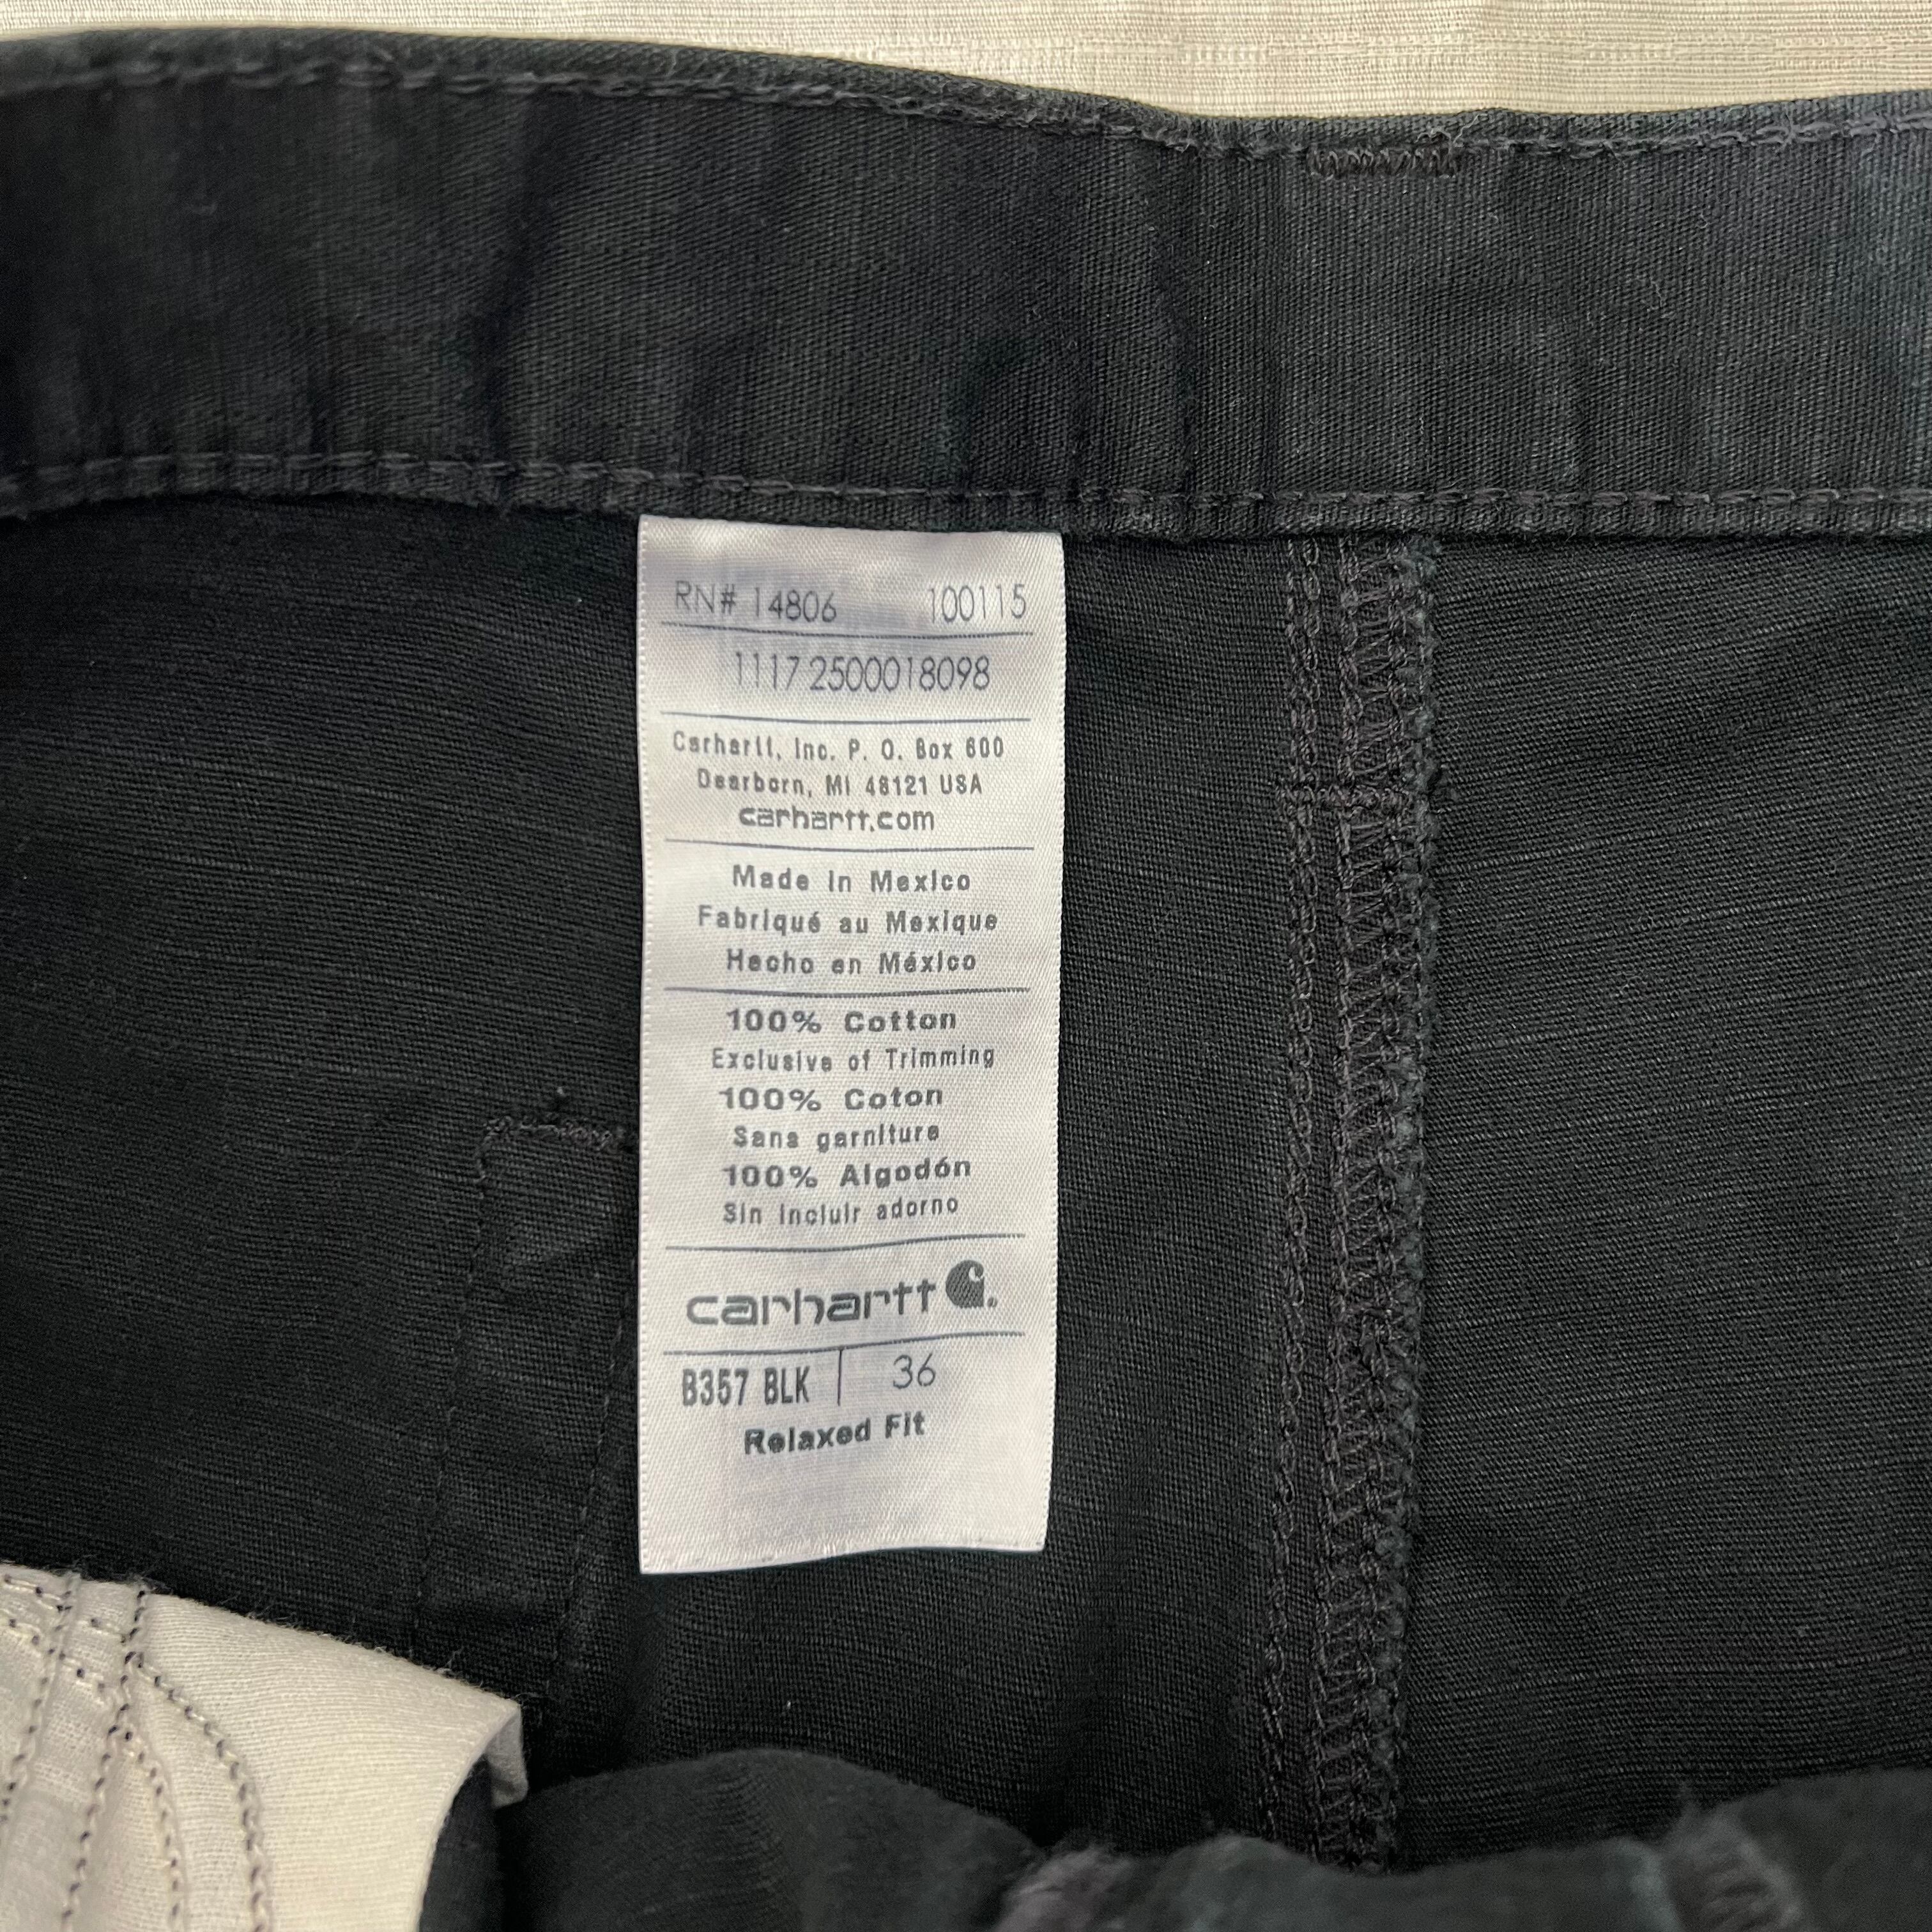 RN# 14806 100115
1117 2500018098
Carhartt, Inc. P. O. Box 600
Dearborn, MI 48121 USA
carhartt.com
Made in Mexico
Fabriqué au Mexique
Hecho en México
100% Cotton
Exclusive of Trimming
100% Coton
Sans garniture
100% Algodón
Sin incluir adorno
carhartt
B357 BLK | 36
Relaxed Fit